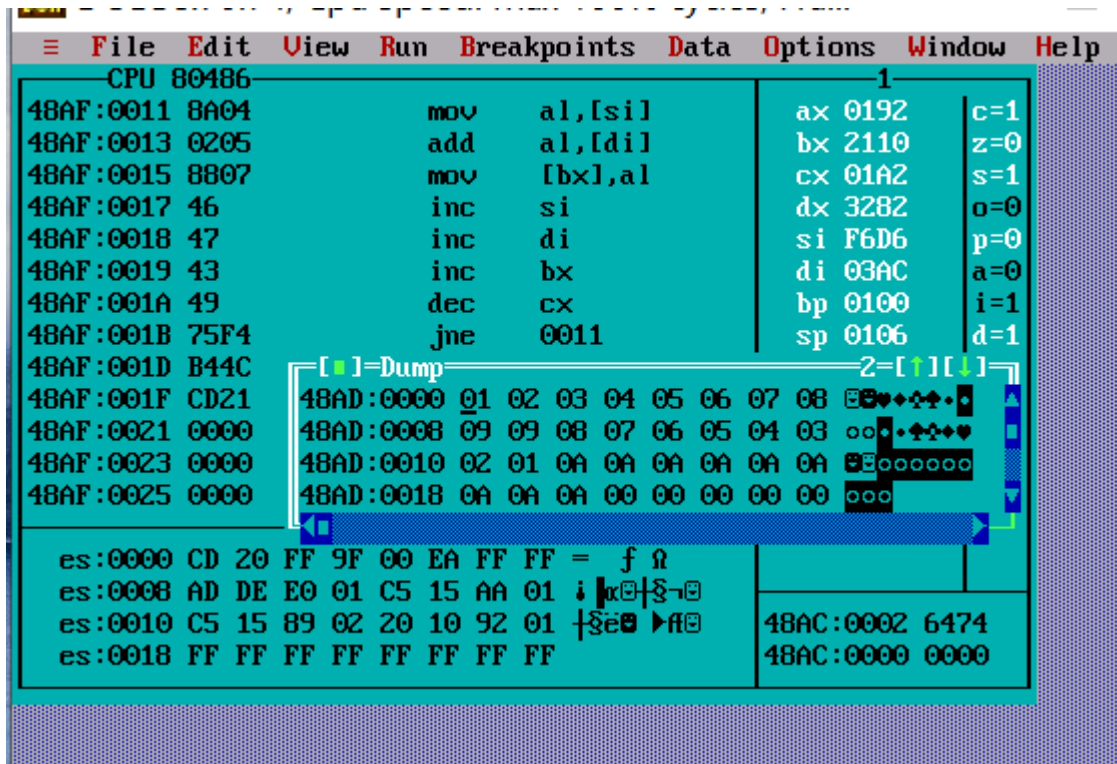 ≡ File Edit View Run Breakpoints Data Options Window Help
CPU 80486 1
48AF:0011 8A04 mov al,[si] ax 0192 c=1
48AF:0013 0205 add al,[di] bx 2110 z=0
48AF:0015 8807 mov [bx],al cx 01A2 s=1
48AF:0017 46 inc si dx 3282 o=0
48AF:0018 47 inc di si F6D6 p=0
48AF:0019 43 inc bx di 03AC a=0
48AF:001A 49 dec cx bp 0100 i=1
48AF:001B 75F4 jne 0011 sp 0106 d=1
48AF:001D B44C [■]=Dump 2=[↑][↓]
48AF:001F CD21 48AD:0000 01 02 03 04 05 06 07 08 ☺☻♥♦♣♠•◘
48AF:0021 0000 48AD:0008 09 09 08 07 06 05 04 03 ○○◘•♠♣♦♥
48AF:0023 0000 48AD:0010 02 01 0A 0A 0A 0A 0A 0A ☻☺◙◙◙◙◙◙
48AF:0025 0000 48AD:0018 0A 0A 0A 00 00 00 00 00 ◙◙◙
es:0000 CD 20 FF 9F 00 EA FF FF = ƒ Ω
es:0008 AD DE E0 01 C5 15 AA 01 ¡▐α☺┼§¬☺
es:0010 C5 15 89 02 20 10 92 01 ┼§ë☻ ►Æ☺ 48AC:0002 6474
es:0018 FF FF FF FF FF FF FF FF 48AC:0000 0000